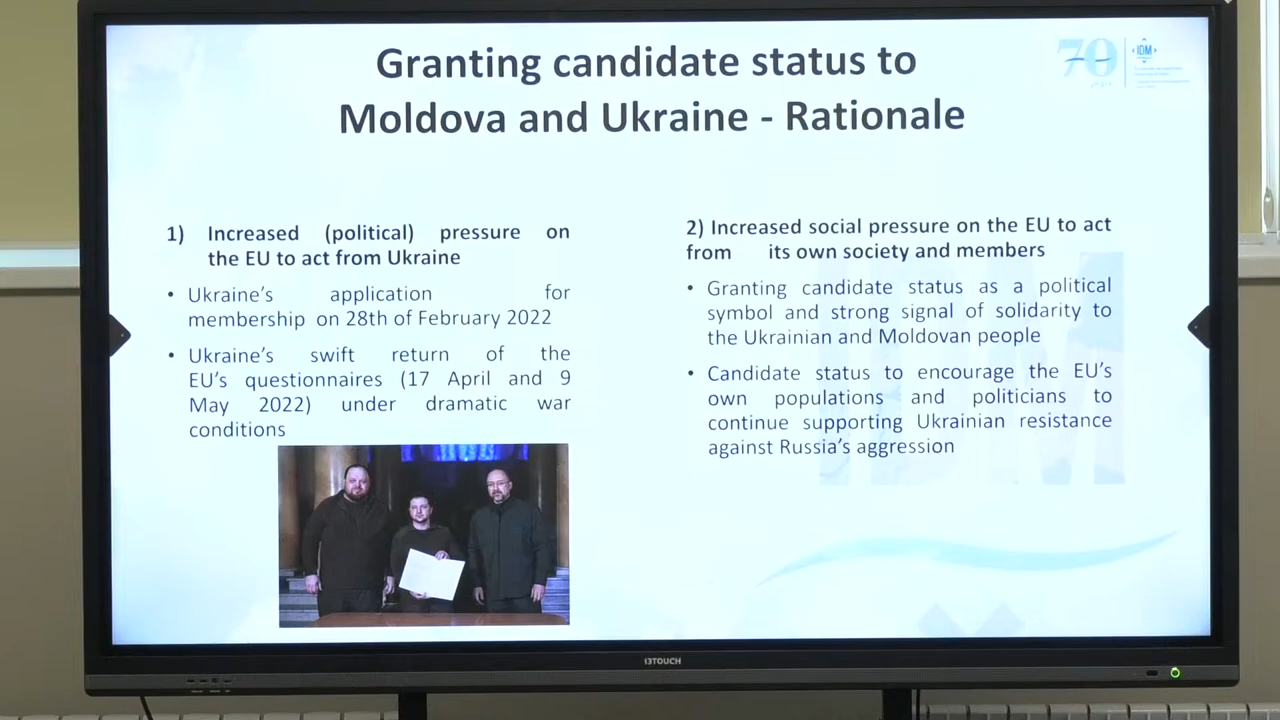 Granting candidate status to
Moldova and Ukraine - Rationale
70
IDM
1) Increased (political) pressure on
the EU to act from Ukraine
• Ukraine's application for
membership on 28th of February 2022
• Ukraine's swift return of the
EU's questionnaires (17 April and 9
May 2022) under dramatic war
conditions
2) Increased social pressure on the EU to act
from its own society and members
• Granting candidate status as a political
symbol and strong signal of solidarity to
the Ukrainian and Moldovan people
• Candidate status to encourage the EU's
own populations and politicians to
continue supporting Ukrainian resistance
against Russia's aggression
i3TOUCH